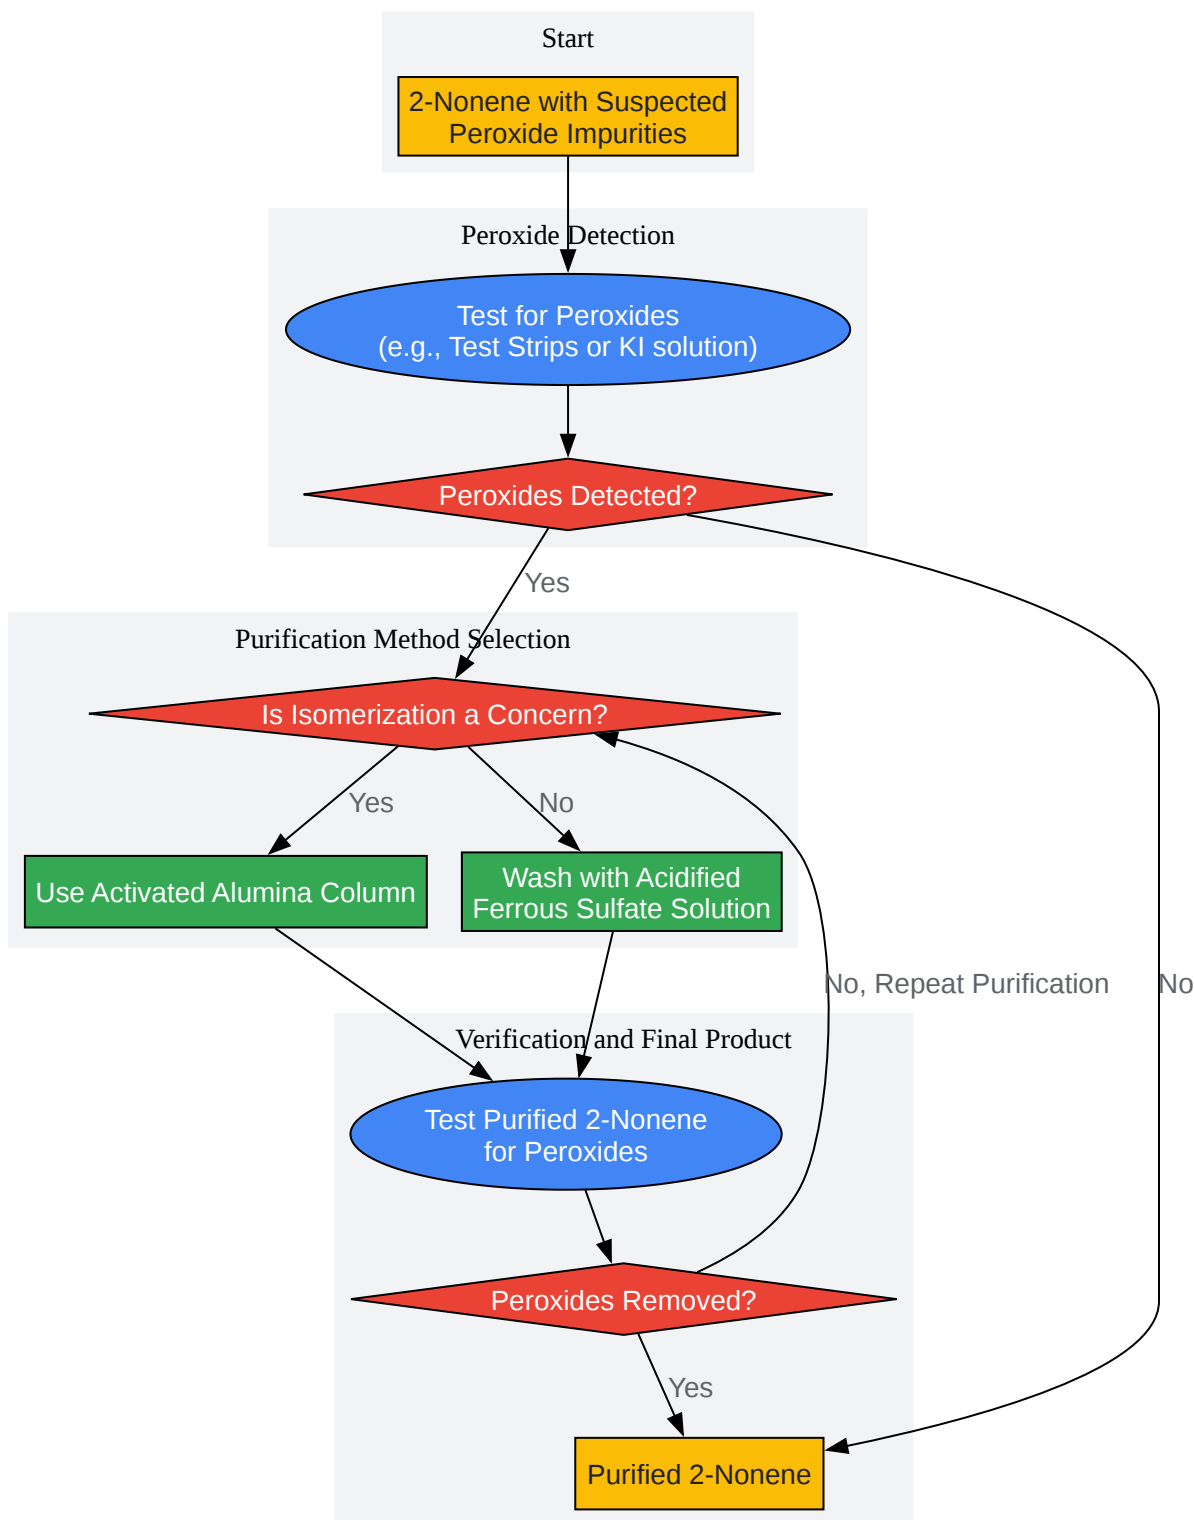 Start
2-Nonene with Suspected
Peroxide Impurities
Peroxide Detection
Test for Peroxides
(e.g., Test Strips or KI solution)
Peroxides Detected?
Yes
Purification Method Selection
Is Isomerization a Concern?
Yes
No
Use Activated Alumina Column
Wash with Acidified
Ferrous Sulfate Solution
No, Repeat Purification
No
Verification and Final Product
Test Purified 2-Nonene
for Peroxides
Peroxides Removed?
Yes
Purified 2-Nonene